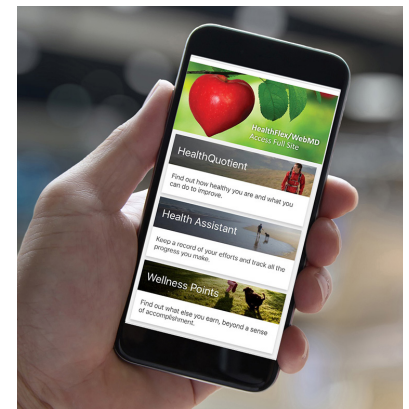 HealthFlex/WebMD
Access Full Site
HealthQuotient
Find out how healthy you are and what you
can do to improve.
Health Assistant
Keep a record of your efforts and track all the
progress you make.
Wellness Points
Find out what else you earn, beyond a sense
of accomplishment.